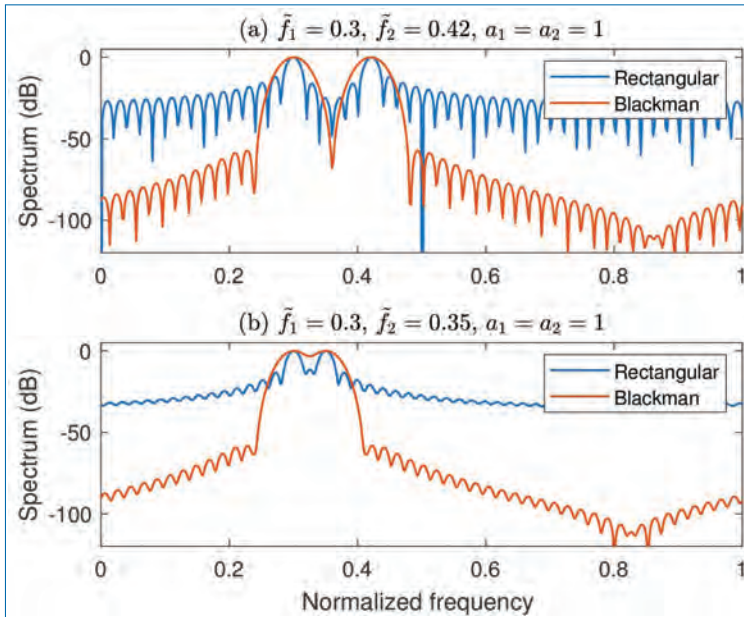 (a) f̃₁ = 0.3, f̃₂ = 0.42, a₁ = a₂ = 1
0
-50
-100
Spectrum (dB)
Rectangular
Blackman
0 0.2 0.4 0.6 0.8 1
(b) f̃₁ = 0.3, f̃₂ = 0.35, a₁ = a₂ = 1
0
-50
-100
Spectrum (dB)
Rectangular
Blackman
0 0.2 0.4 0.6 0.8 1
Normalized frequency